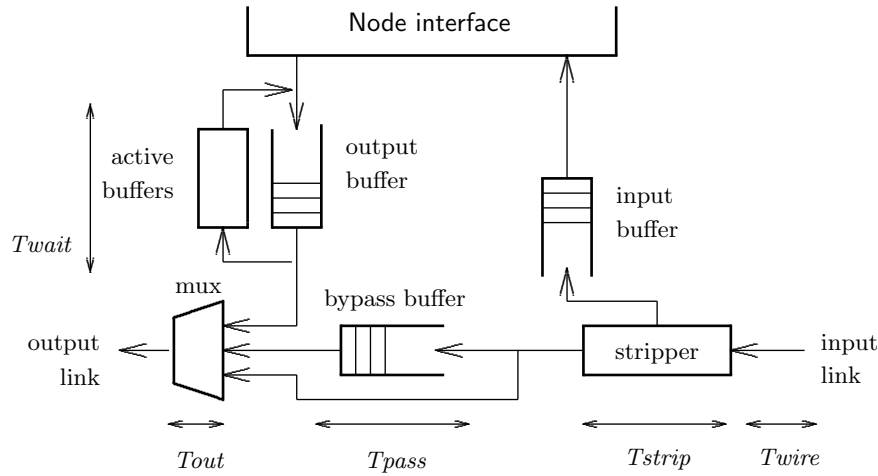 Node interface
active
buffers
output
buffer
input
buffer
Twait
mux
bypass buffer
output
link
stripper
input
link
Tout
Tpass
Tstrip
Twire